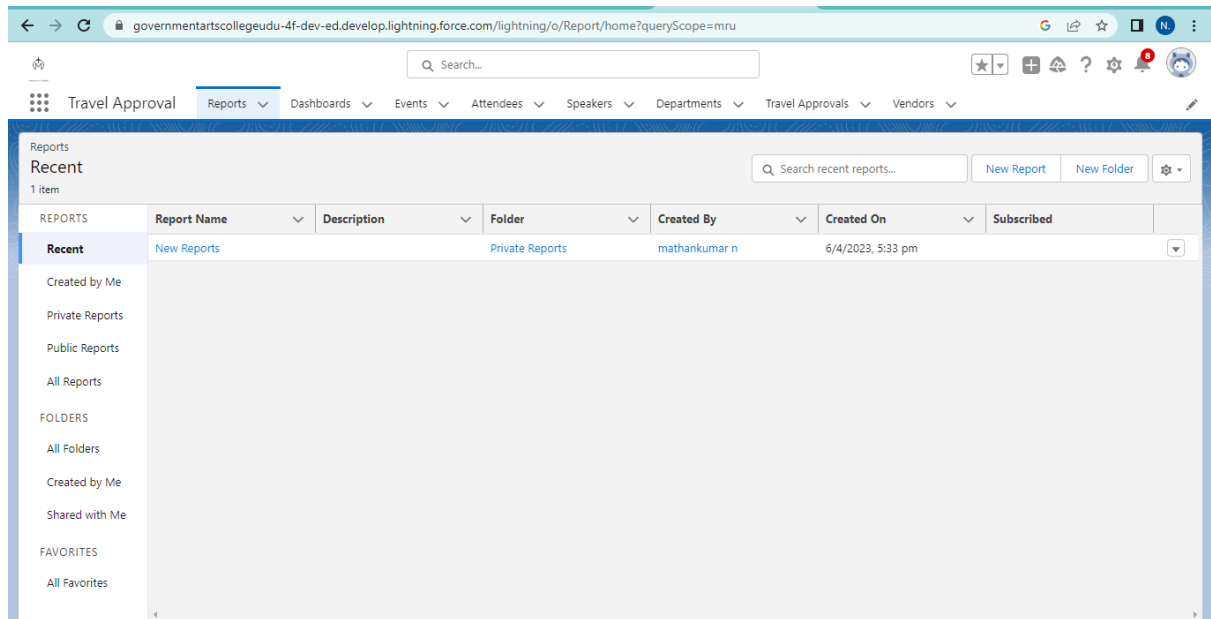 governmentartscollegeudu-4f-dev-ed.develop.lightning.force.com/lightning/o/Report/home?queryScope=mru
G
N.
Search...
8
Travel Approval Reports Dashboards Events Attendees Speakers Departments Travel Approvals Vendors
Reports
Recent
1 item
Search recent reports...
New Report New Folder
REPORTS Report Name Description Folder Created By Created On Subscribed
Recent New Reports Private Reports mathankumar n 6/4/2023, 5:33 pm
Created by Me
Private Reports
Public Reports
All Reports
FOLDERS
All Folders
Created by Me
Shared with Me
FAVORITES
All Favorites